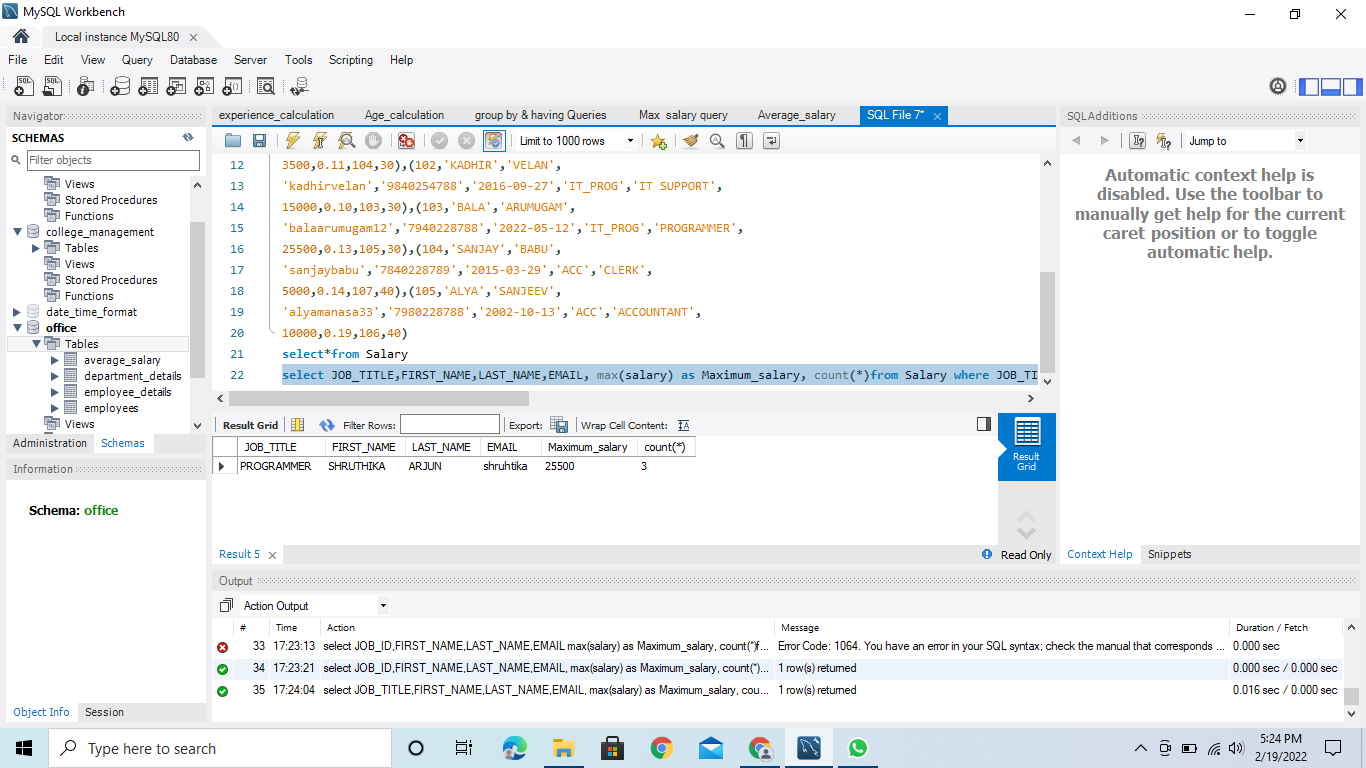 MySQL Workbench
Local instance MySQL80
File Edit View Query Database Server Tools Scripting Help
Navigator
SCHEMAS
Filter objects
Views
Stored Procedures
Functions
college_management
Tables
Views
Stored Procedures
Functions
date_time_format
office
Tables
average_salary
department_details
employee_details
employees
Views
Administration Schemas
Information
Schema: office
Object Info Session
experience_calculation Age_calculation group by & having Queries Max salary query Average_salary SQL File 7*
Limit to 1000 rows
12 3500,0.11,104,30),(102,'KADHIR','VELAN',
13 'kadhirvelan','9840254788','2016-09-27','IT_PROG','IT SUPPORT',
14 15000,0.10,103,30),(103,'BALA','ARUMUGAM',
15 'balaarumugam12','7940228788','2022-05-12','IT_PROG','PROGRAMMER',
16 25500,0.13,105,30),(104,'SANJAY','BABU',
17 'sanjaybabu','7840228789','2015-03-29','ACC','CLERK',
18 5000,0.14,107,40),(105,'ALYA','SANJEEV',
19 'alyamanasa33','7980228788','2002-10-13','ACC','ACCOUNTANT',
20 10000,0.19,106,40)
21 select*from Salary
22 select JOB_TITLE,FIRST_NAME,LAST_NAME,EMAIL, max(salary) as Maximum_salary, count(*)from Salary where JOB_TI
Result Grid Filter Rows: Export: Wrap Cell Content:
JOB_TITLE FIRST_NAME LAST_NAME EMAIL Maximum_salary count(*)
PROGRAMMER SHRUTHIKA ARJUN shruhtika 25500 3
Result Grid
Result 5
Read Only
SQLAdditions
Jump to
Automatic context help is
disabled. Use the toolbar to
manually get help for the current
caret position or to toggle
automatic help.
Context Help Snippets
Output
Action Output
# Time Action Message Duration / Fetch
33 17:23:13 select JOB_ID,FIRST_NAME,LAST_NAME,EMAIL max(salary) as Maximum_salary, count(*)f... Error Code: 1064. You have an error in your SQL syntax; check the manual that corresponds ... 0.000 sec
34 17:23:21 select JOB_ID,FIRST_NAME,LAST_NAME,EMAIL, max(salary) as Maximum_salary, count(*)... 1 row(s) returned 0.000 sec / 0.000 sec
35 17:24:04 select JOB_TITLE,FIRST_NAME,LAST_NAME,EMAIL, max(salary) as Maximum_salary, cou... 1 row(s) returned 0.016 sec / 0.000 sec
Type here to search
5:24 PM
2/19/2022